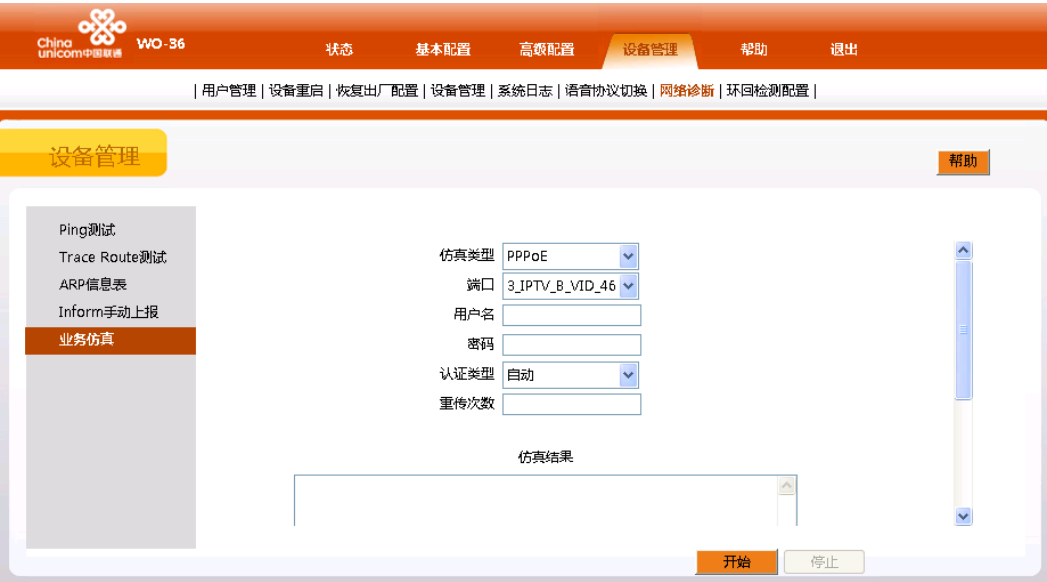 China
unicom中国联通
WO-36
状态 基本配置 高级配置 设备管理 帮助 退出
| 用户管理 | 设备重启 | 恢复出厂配置 | 设备管理 | 系统日志 | 语音协议切换 | 网络诊断 | 环回检测配置 |
设备管理
帮助
Ping测试
Trace Route测试
ARP信息表
Inform手动上报
业务仿真
仿真类型 PPPoE
端口 3_IPTV_B_VID_46
用户名
密码
认证类型 自动
重传次数
仿真结果
开始 停止